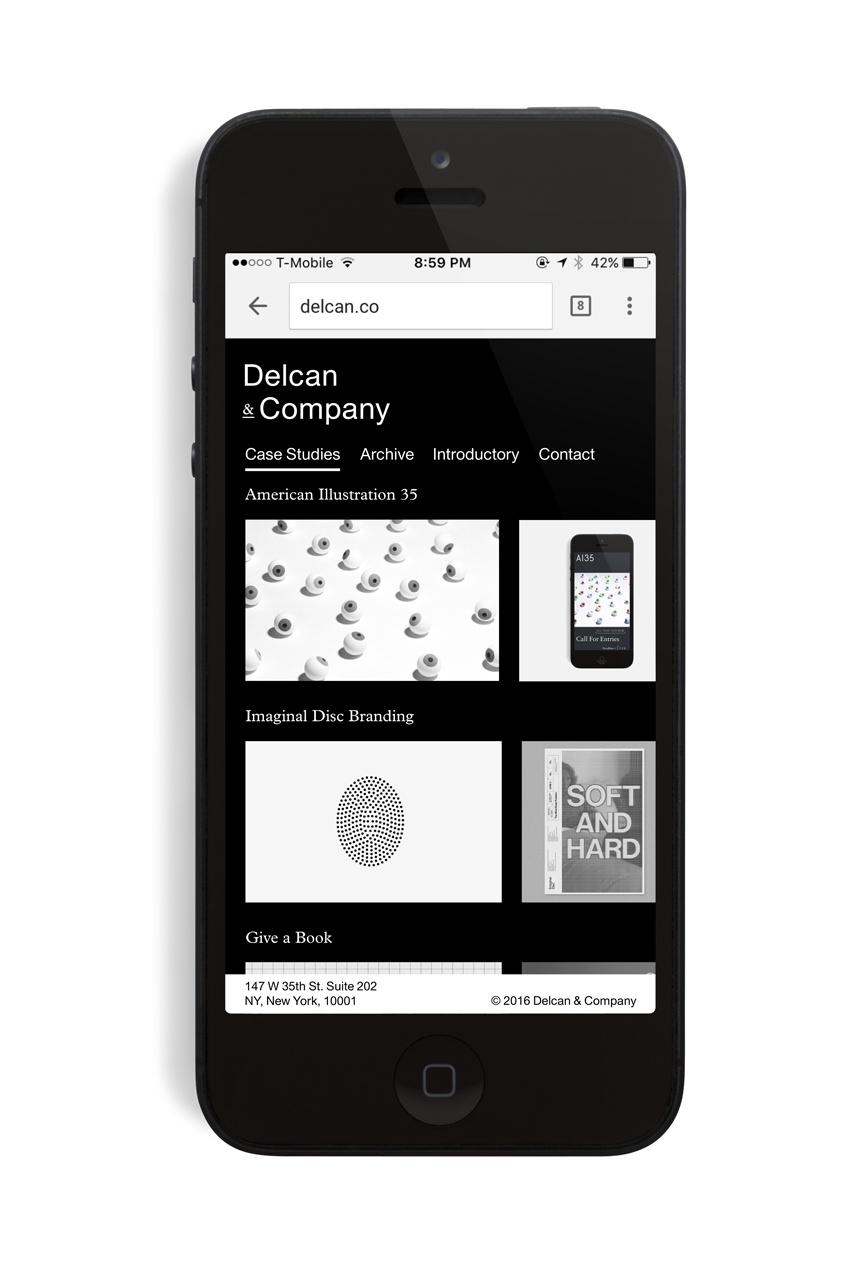 T-Mobile 8:59 PM 42%
delcan.co 8
Delcan
& Company
Case Studies Archive Introductory Contact
American Illustration 35
AI35
Call For Entries
Imaginal Disc Branding
SOFT
AND
HARD
Give a Book
147 W 35th St. Suite 202
NY, New York, 10001
© 2016 Delcan & Company